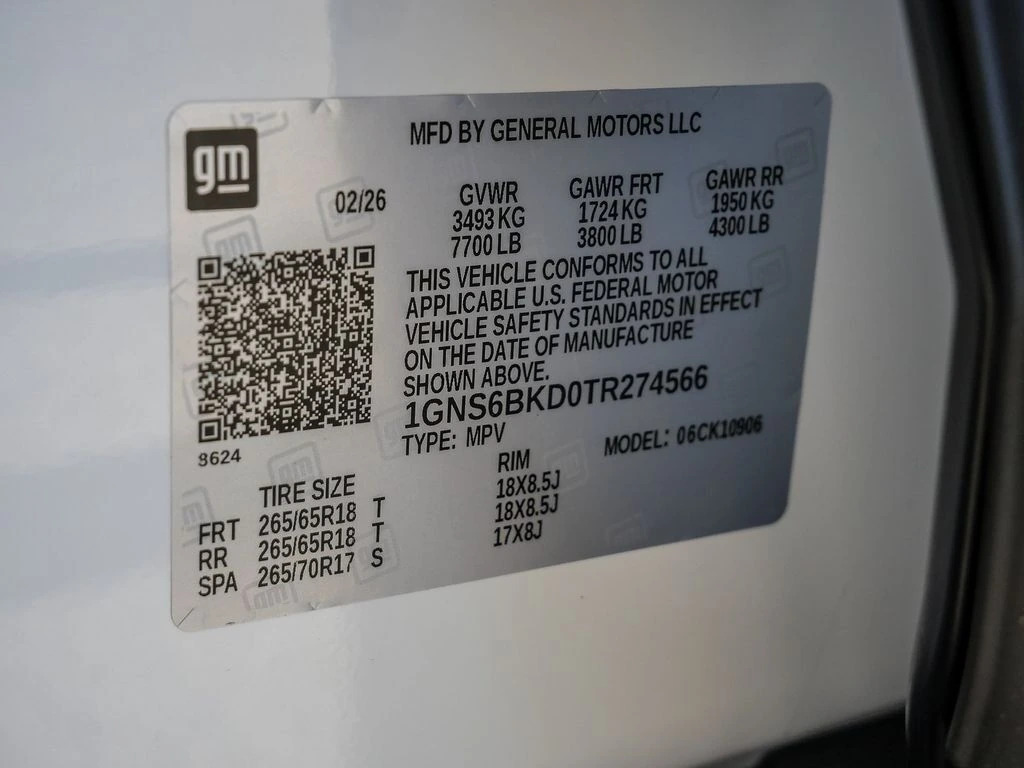 MFD BY GENERAL MOTORS LLC
gm
02/26
GVWR GAWR FRT GAWR RR
3493 KG 1724 KG 1950 KG
7700 LB 3800 LB 4300 LB
THIS VEHICLE CONFORMS TO ALL
APPLICABLE U.S. FEDERAL MOTOR
VEHICLE SAFETY STANDARDS IN EFFECT
ON THE DATE OF MANUFACTURE
SHOWN ABOVE.
1GNS6BKD0TR274566
TYPE: MPV MODEL: 06CK10906
8624
TIRE SIZE RIM
FRT 265/65R18 T 18X8.5J
RR 265/65R18 T 18X8.5J
SPA 265/70R17 S 17X8J